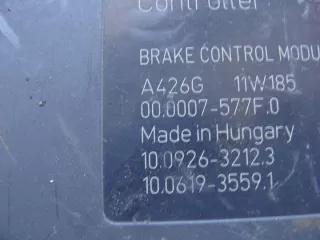 Controller
BRAKE CONTROL MODU
A426G 11W185
00.0007-577F.0
Made in Hungary
10.0926-3212.3
10.0619-3559.1